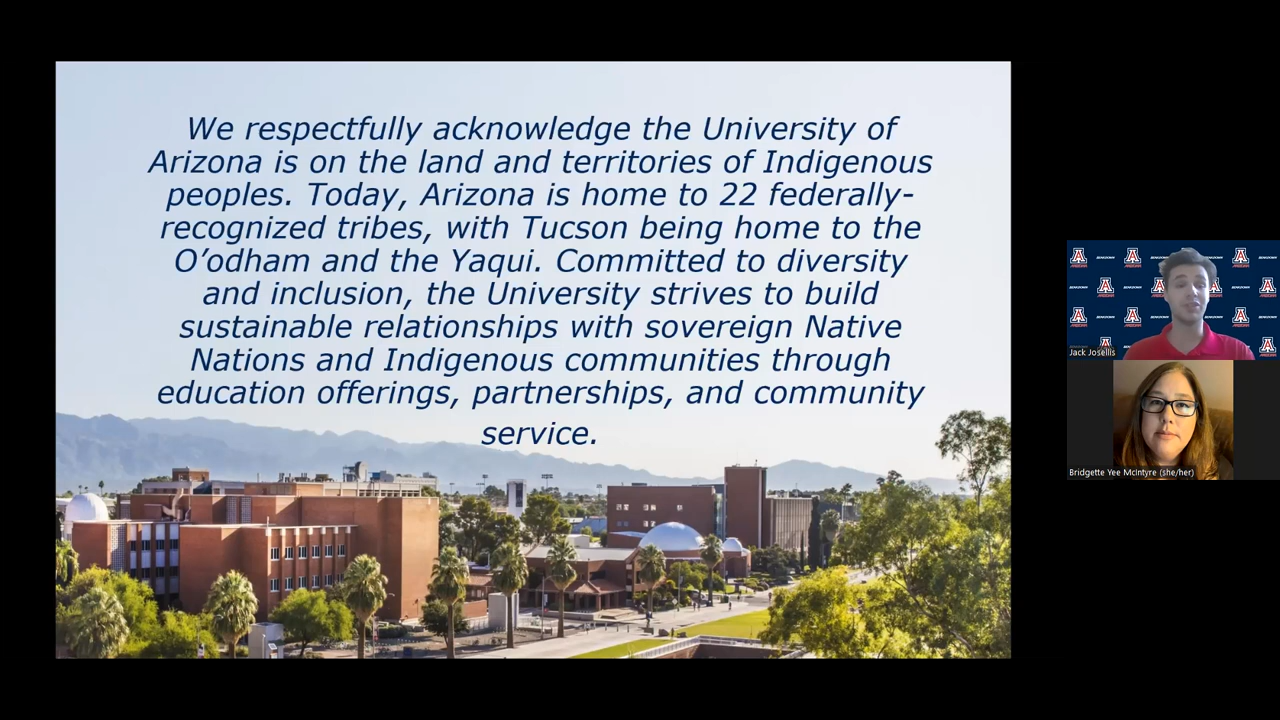 We respectfully acknowledge the University of
Arizona is on the land and territories of Indigenous
peoples. Today, Arizona is home to 22 federally-
recognized tribes, with Tucson being home to the
O’odham and the Yaqui. Committed to diversity
and inclusion, the University strives to build
sustainable relationships with sovereign Native
Nations and Indigenous communities through
education offerings, partnerships, and community
service.
Jack Josellis
Bridgette Yee McIntyre (she/her)